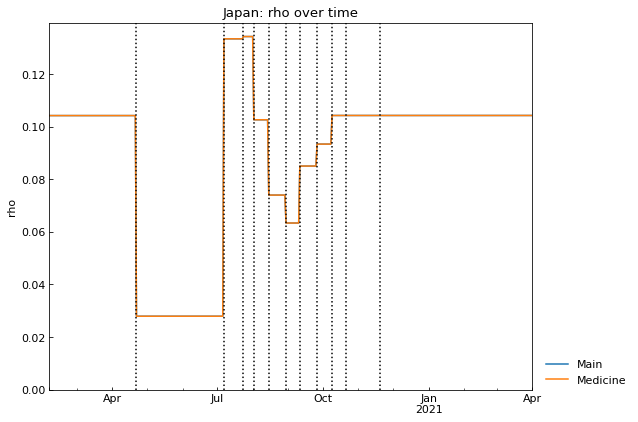 Japan: rho over time
rho
0.12
0.10
0.08
0.06
0.04
0.02
0.00
Apr
Jul
Oct
Jan
2021
Apr
Main
Medicine